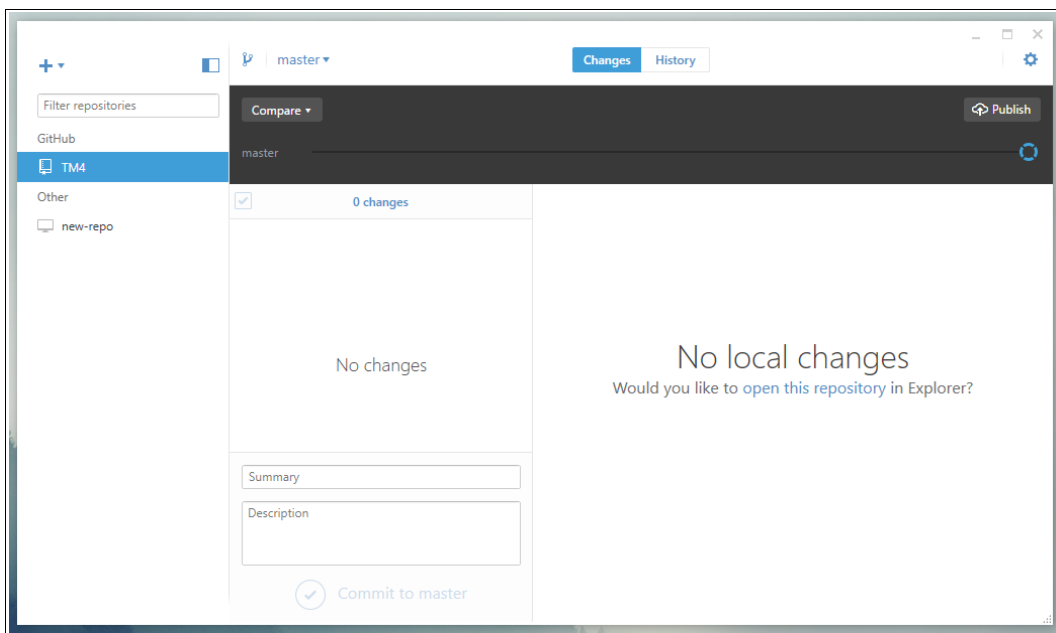 master
Changes
History
Filter repositories
Compare
Publish
GitHub
TM4
master
Other
0 changes
new-repo
No changes
No local changes
Would you like to open this repository in Explorer?
Summary
Description
Commit to master